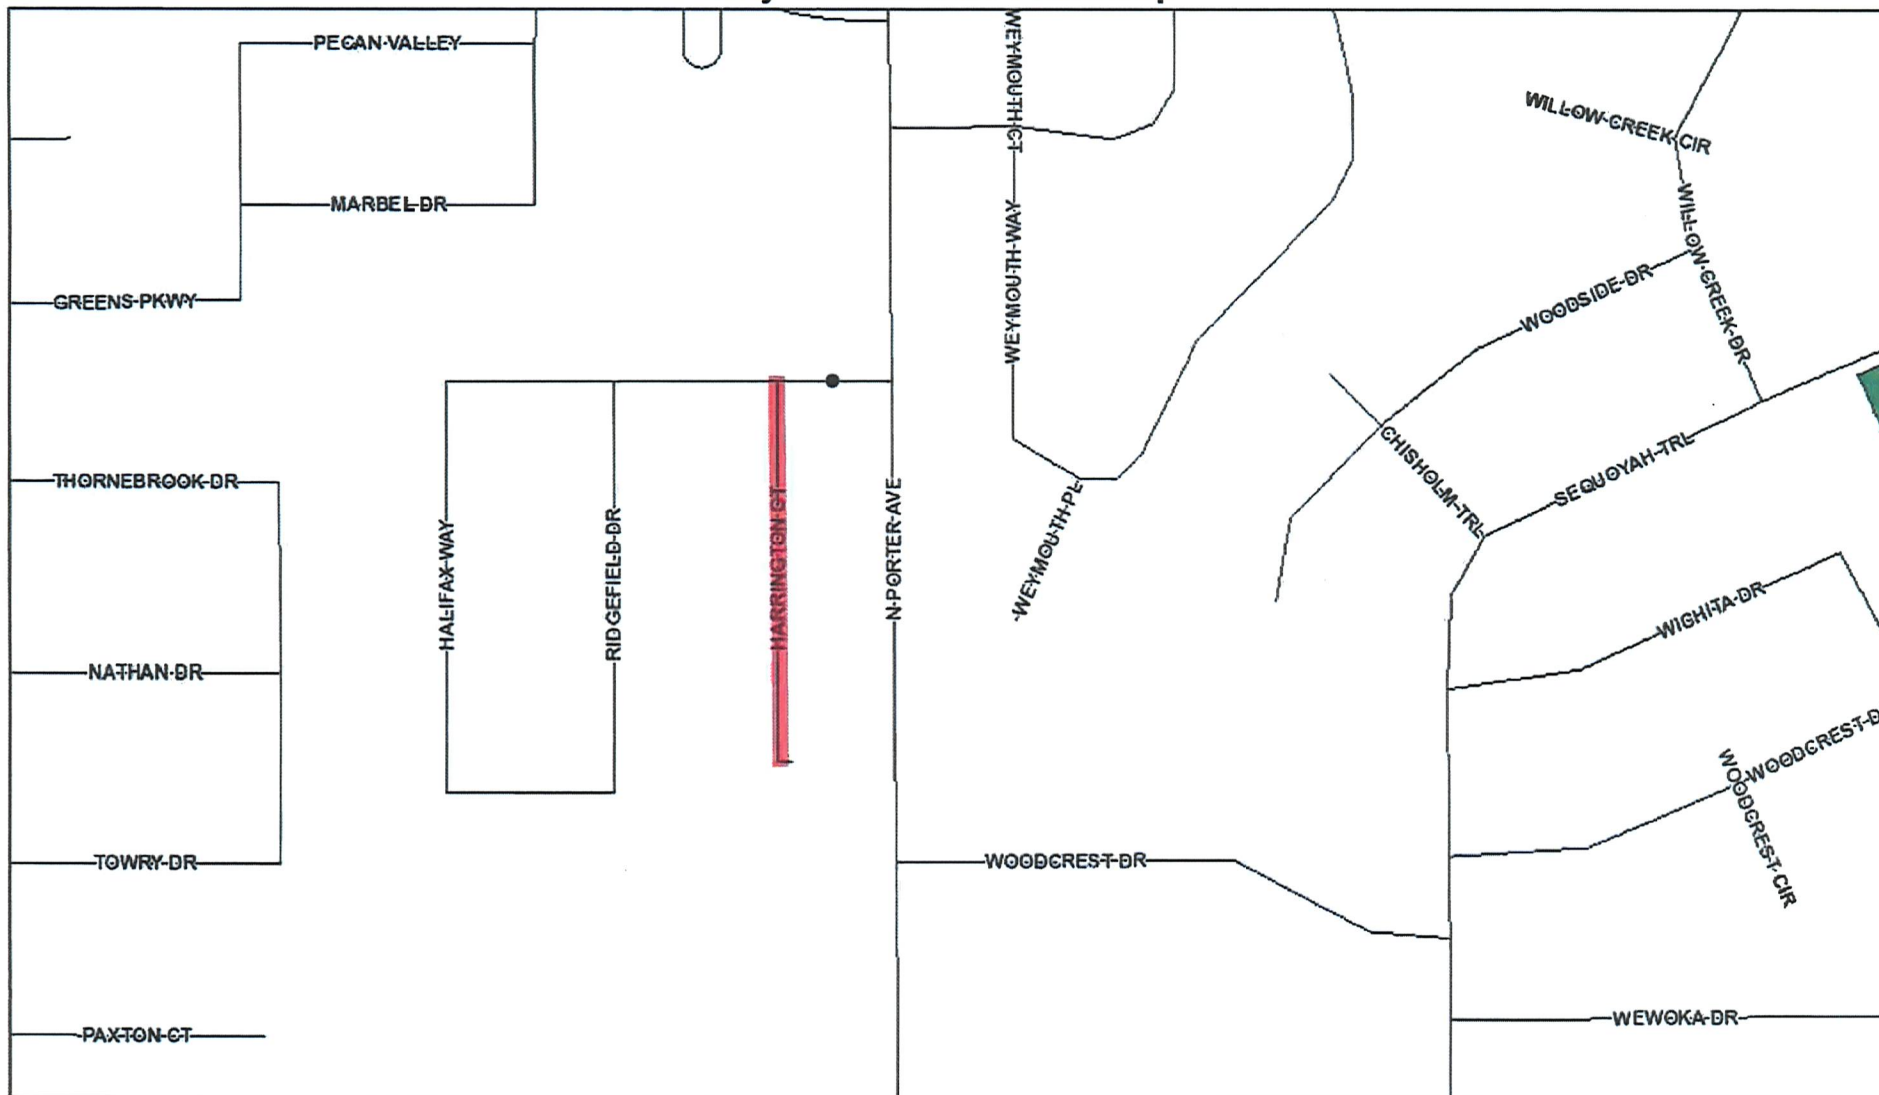 PECAN VALLEY
WEYMOUTH CT
WILLOW CREEK CIR
MARBEL DR
WEYMOUTH WAY
WILLOW CREEK DR
GREENS PKWY
WOODSIDE DR
THORNEBROOK DR
HALIFAX WAY
RIDGEFIELD DR
HARRINGTON CT
N PORTER AVE
WEYMOUTH PL
CHISHOLM TRL
SEQUOYAH TRL
WICHITA DR
NATHAN DR
WOODCREST D
WOODCREST CIR
TOWRY DR
WOODCREST DR
PAXTON CT
WEWOKA DR